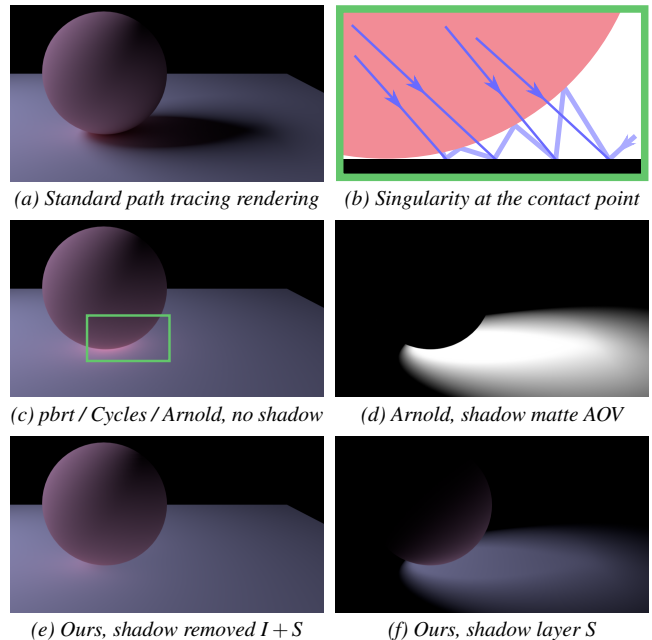 (a) Standard path tracing rendering
(b) Singularity at the contact point
(c) pbrt / Cycles / Arnold, no shadow
(d) Arnold, shadow matte AOV
(e) Ours, shadow removed I + S
(f) Ours, shadow layer S